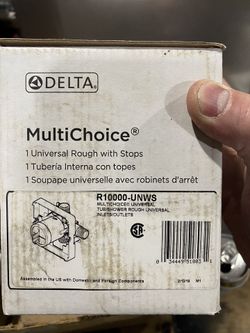 DELTA
MultiChoice®
1 Universal Rough with Stops
1 Tubería Interna con topes
1 Soupape universelle avec robinets d'arrêt
R10000-UNWS
MULTICHOICE® UNIVERSAL
TUB/SHOWER ROUGH UNIVERSAL
INLETS/OUTLETS
Assembled in the US with Domestic and Foreign Components